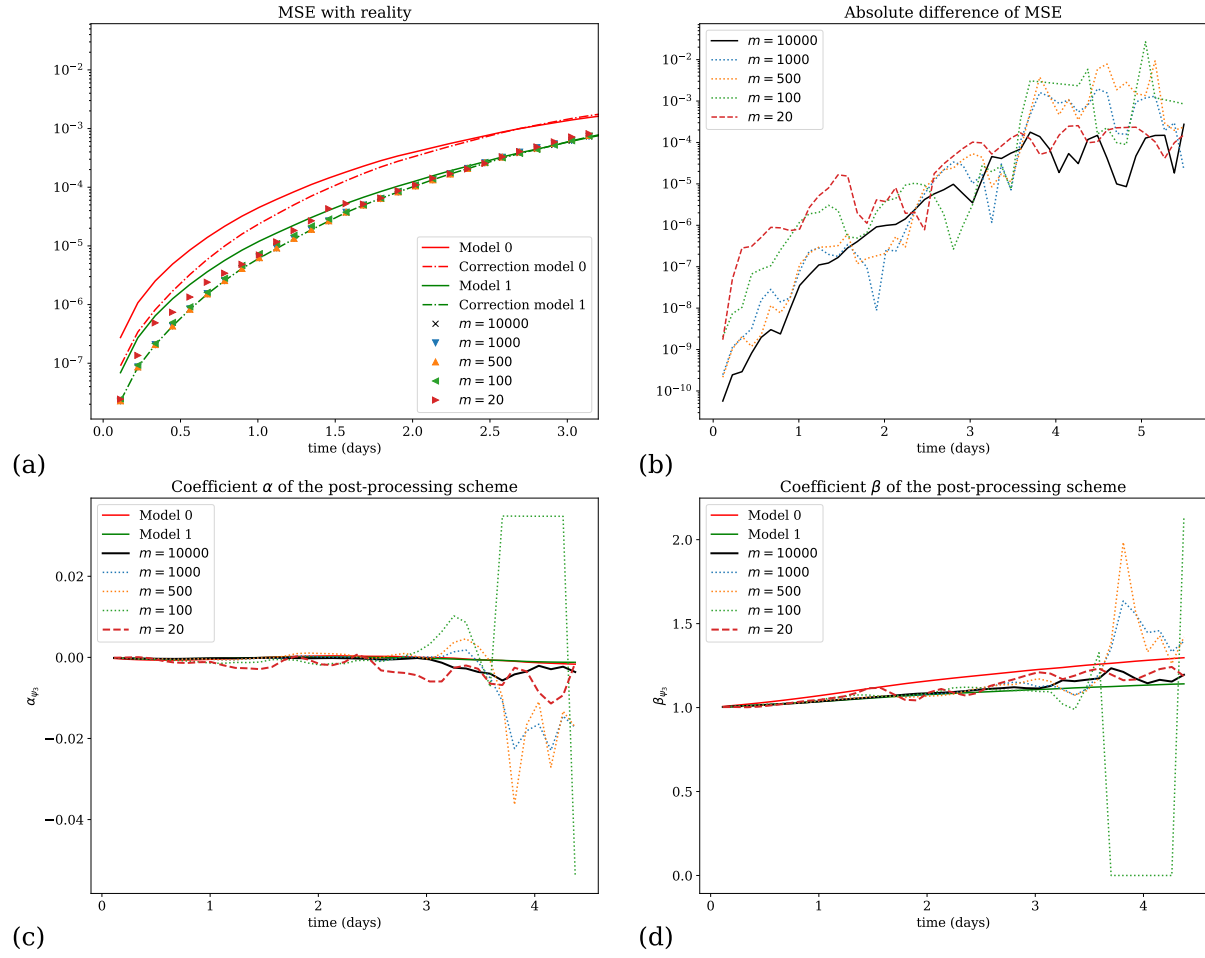 MSE with reality
10⁻²
10⁻³
10⁻⁴
10⁻⁵
10⁻⁶
10⁻⁷
Model 0
Correction model 0
Model 1
Correction model 1
m = 10000
m = 1000
m = 500
m = 100
m = 20
0.0 0.5 1.0 1.5 2.0 2.5 3.0
time (days)
(a)
Absolute difference of MSE
m = 10000
m = 1000
m = 500
m = 100
m = 20
10⁻²
10⁻³
10⁻⁴
10⁻⁵
10⁻⁶
10⁻⁷
10⁻⁸
10⁻⁹
10⁻¹⁰
0 1 2 3 4 5
time (days)
(b)
Coefficient α of the post-processing scheme
Model 0
Model 1
m = 10000
m = 1000
m = 500
m = 100
m = 20
0.02
0.00
−0.02
−0.04
α_ψ₃
0 1 2 3 4
time (days)
(c)
Coefficient β of the post-processing scheme
Model 0
Model 1
m = 10000
m = 1000
m = 500
m = 100
m = 20
2.0
1.5
1.0
0.5
0.0
β_ψ₃
0 1 2 3 4
time (days)
(d)